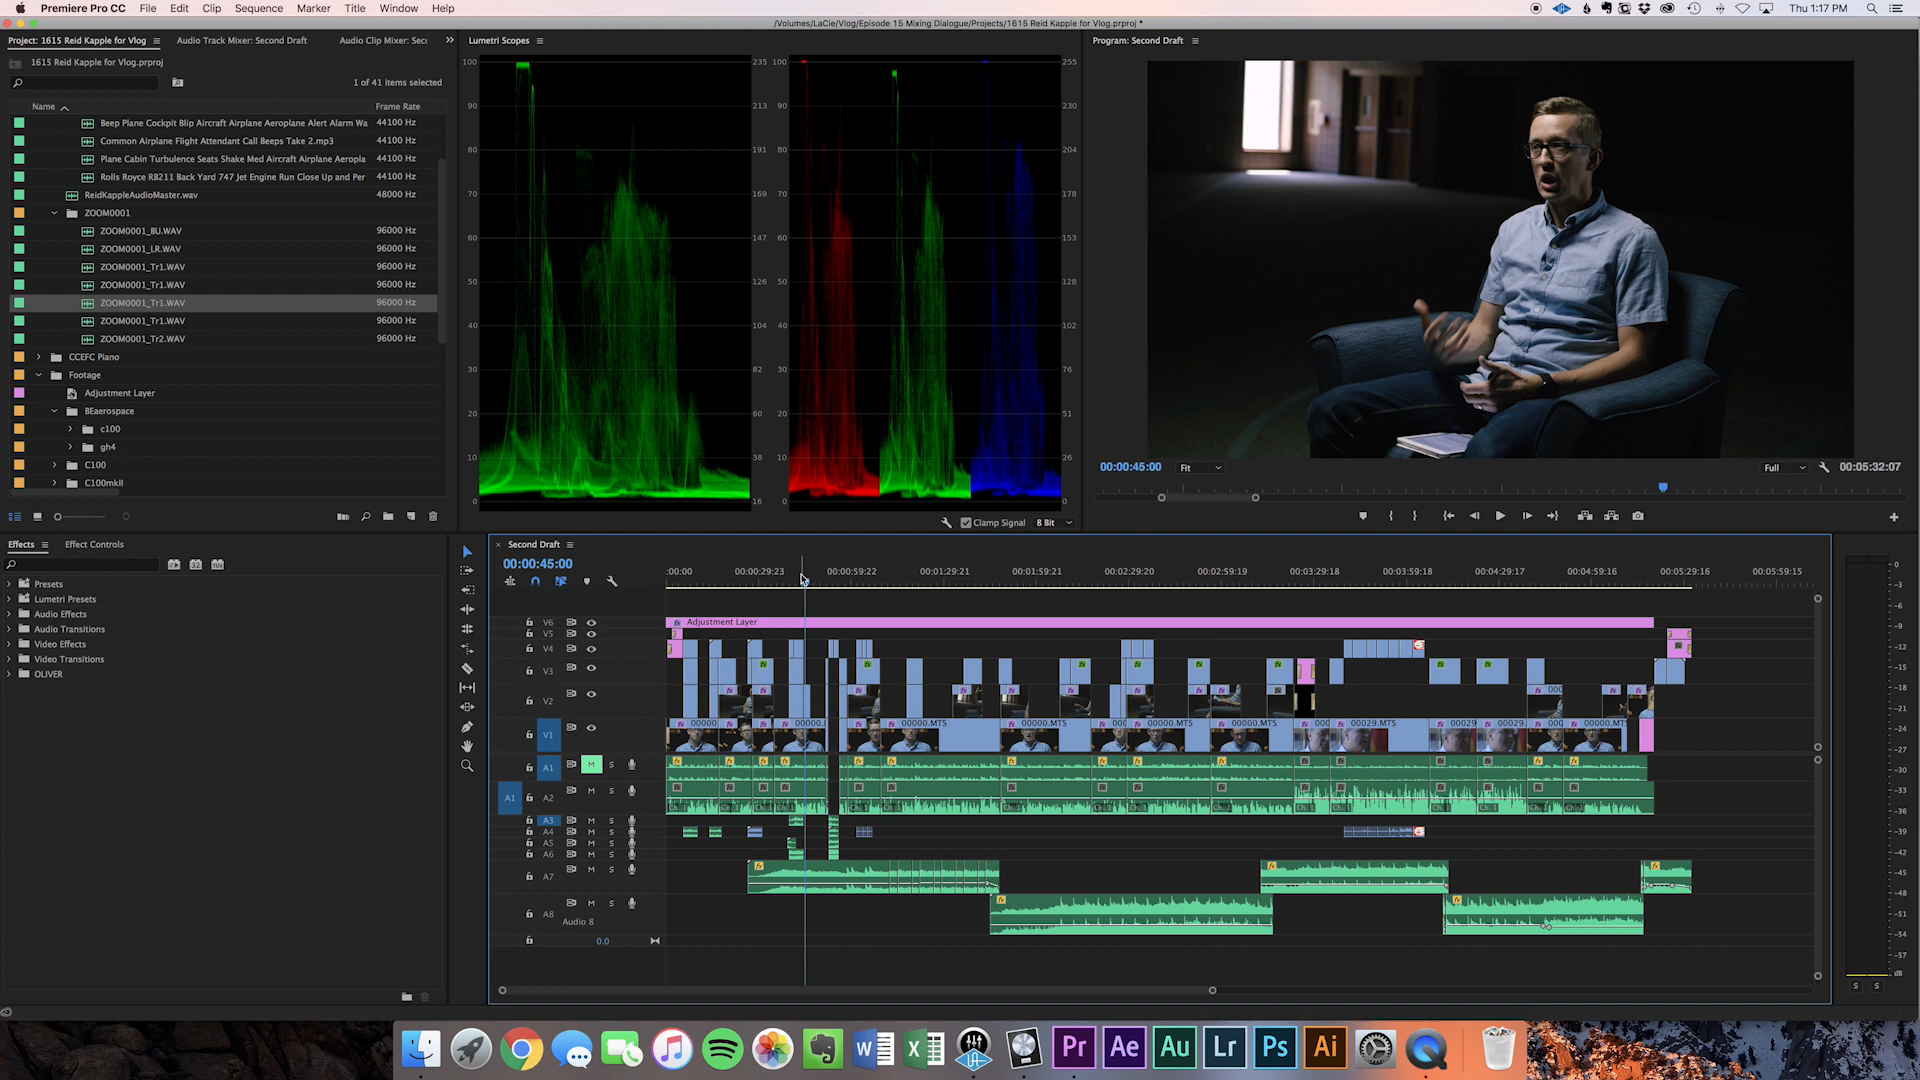 Premiere Pro CC File Edit Clip Sequence Marker Title Window Help
Thu 1:17 PM
/Volumes/LaCie/Vlog/Episode 15 Mixing Dialogue/Projects/1615 Reid Kapple for Vlog.prproj *
Project: 1615 Reid Kapple for Vlog
Audio Track Mixer: Second Draft
Audio Clip Mixer: Sec
1615 Reid Kapple for Vlog.prproj
1 of 41 items selected
Name Frame Rate
Beep Plane Cockpit Blip Aircraft Airplane Aeroplane Alert Alarm Wa 44100 Hz
Common Airplane Flight Attendant Call Beeps Take 2.mp3 44100 Hz
Plane Cabin Turbulence Seats Shake Med Aircraft Airplane Aeropla 44100 Hz
Rolls Royce RB211 Back Yard 747 Jet Engine Run Close Up and Per 44100 Hz
ReidKappleAudioMaster.wav 48000 Hz
ZOOM0001
ZOOM0001_BU.WAV 96000 Hz
ZOOM0001_LR.WAV 96000 Hz
ZOOM0001_Tr1.WAV 96000 Hz
ZOOM0001_Tr1.WAV 96000 Hz
ZOOM0001_Tr1.WAV 96000 Hz
ZOOM0001_Tr1.WAV 96000 Hz
ZOOM0001_Tr2.WAV 96000 Hz
CCEFC Piano
Footage
Adjustment Layer
BEaerospace
c100
gh4
C100
C100mkII
Lumetri Scopes
100 235 100 255
90 213 90 230
80 191 80 204
70 169 70 178
60 147 60 153
50 126 50 128
40 104 40 102
30 82 30 76
20 60 20 51
10 38 10 26
0 16 0 0
Clamp Signal 8 Bit
Program: Second Draft
00:00:45:00 Fit Full 00:05:32:07
Effects Effect Controls
32 YUV
Presets
Lumetri Presets
Audio Effects
Audio Transitions
Video Effects
Video Transitions
OLIVER
Second Draft
00:00:45:00
:00:00 00:00:29:23 00:00:59:22 00:01:29:21 00:01:59:21 00:02:29:20 00:02:59:19 00:03:29:18 00:03:59:18 00:04:29:17 00:04:59:16 00:05:29:16 00:05:59:15
V6 Adjustment Layer
V5
V4
V3
V2
V1 00000 00000.I 00000.MTS 00000.MTS 000 00000.MTS 00000.MTS 000 00029.MTS 00029 00029. 000 00000.MTS
A1 M S
A1 A2 M S
Ch. 1
A3 M S
A4 M S
A5 M S
A6 M S
A7 M S
A8 M S
Audio 8
0.0
0
-3
-6
-9
-12
-15
-18
-21
-24
-27
-30
-33
-36
-39
-42
-45
-48
-51
-54
-57
dB
S S
W X Pr Ae Au Lr Ps Ai